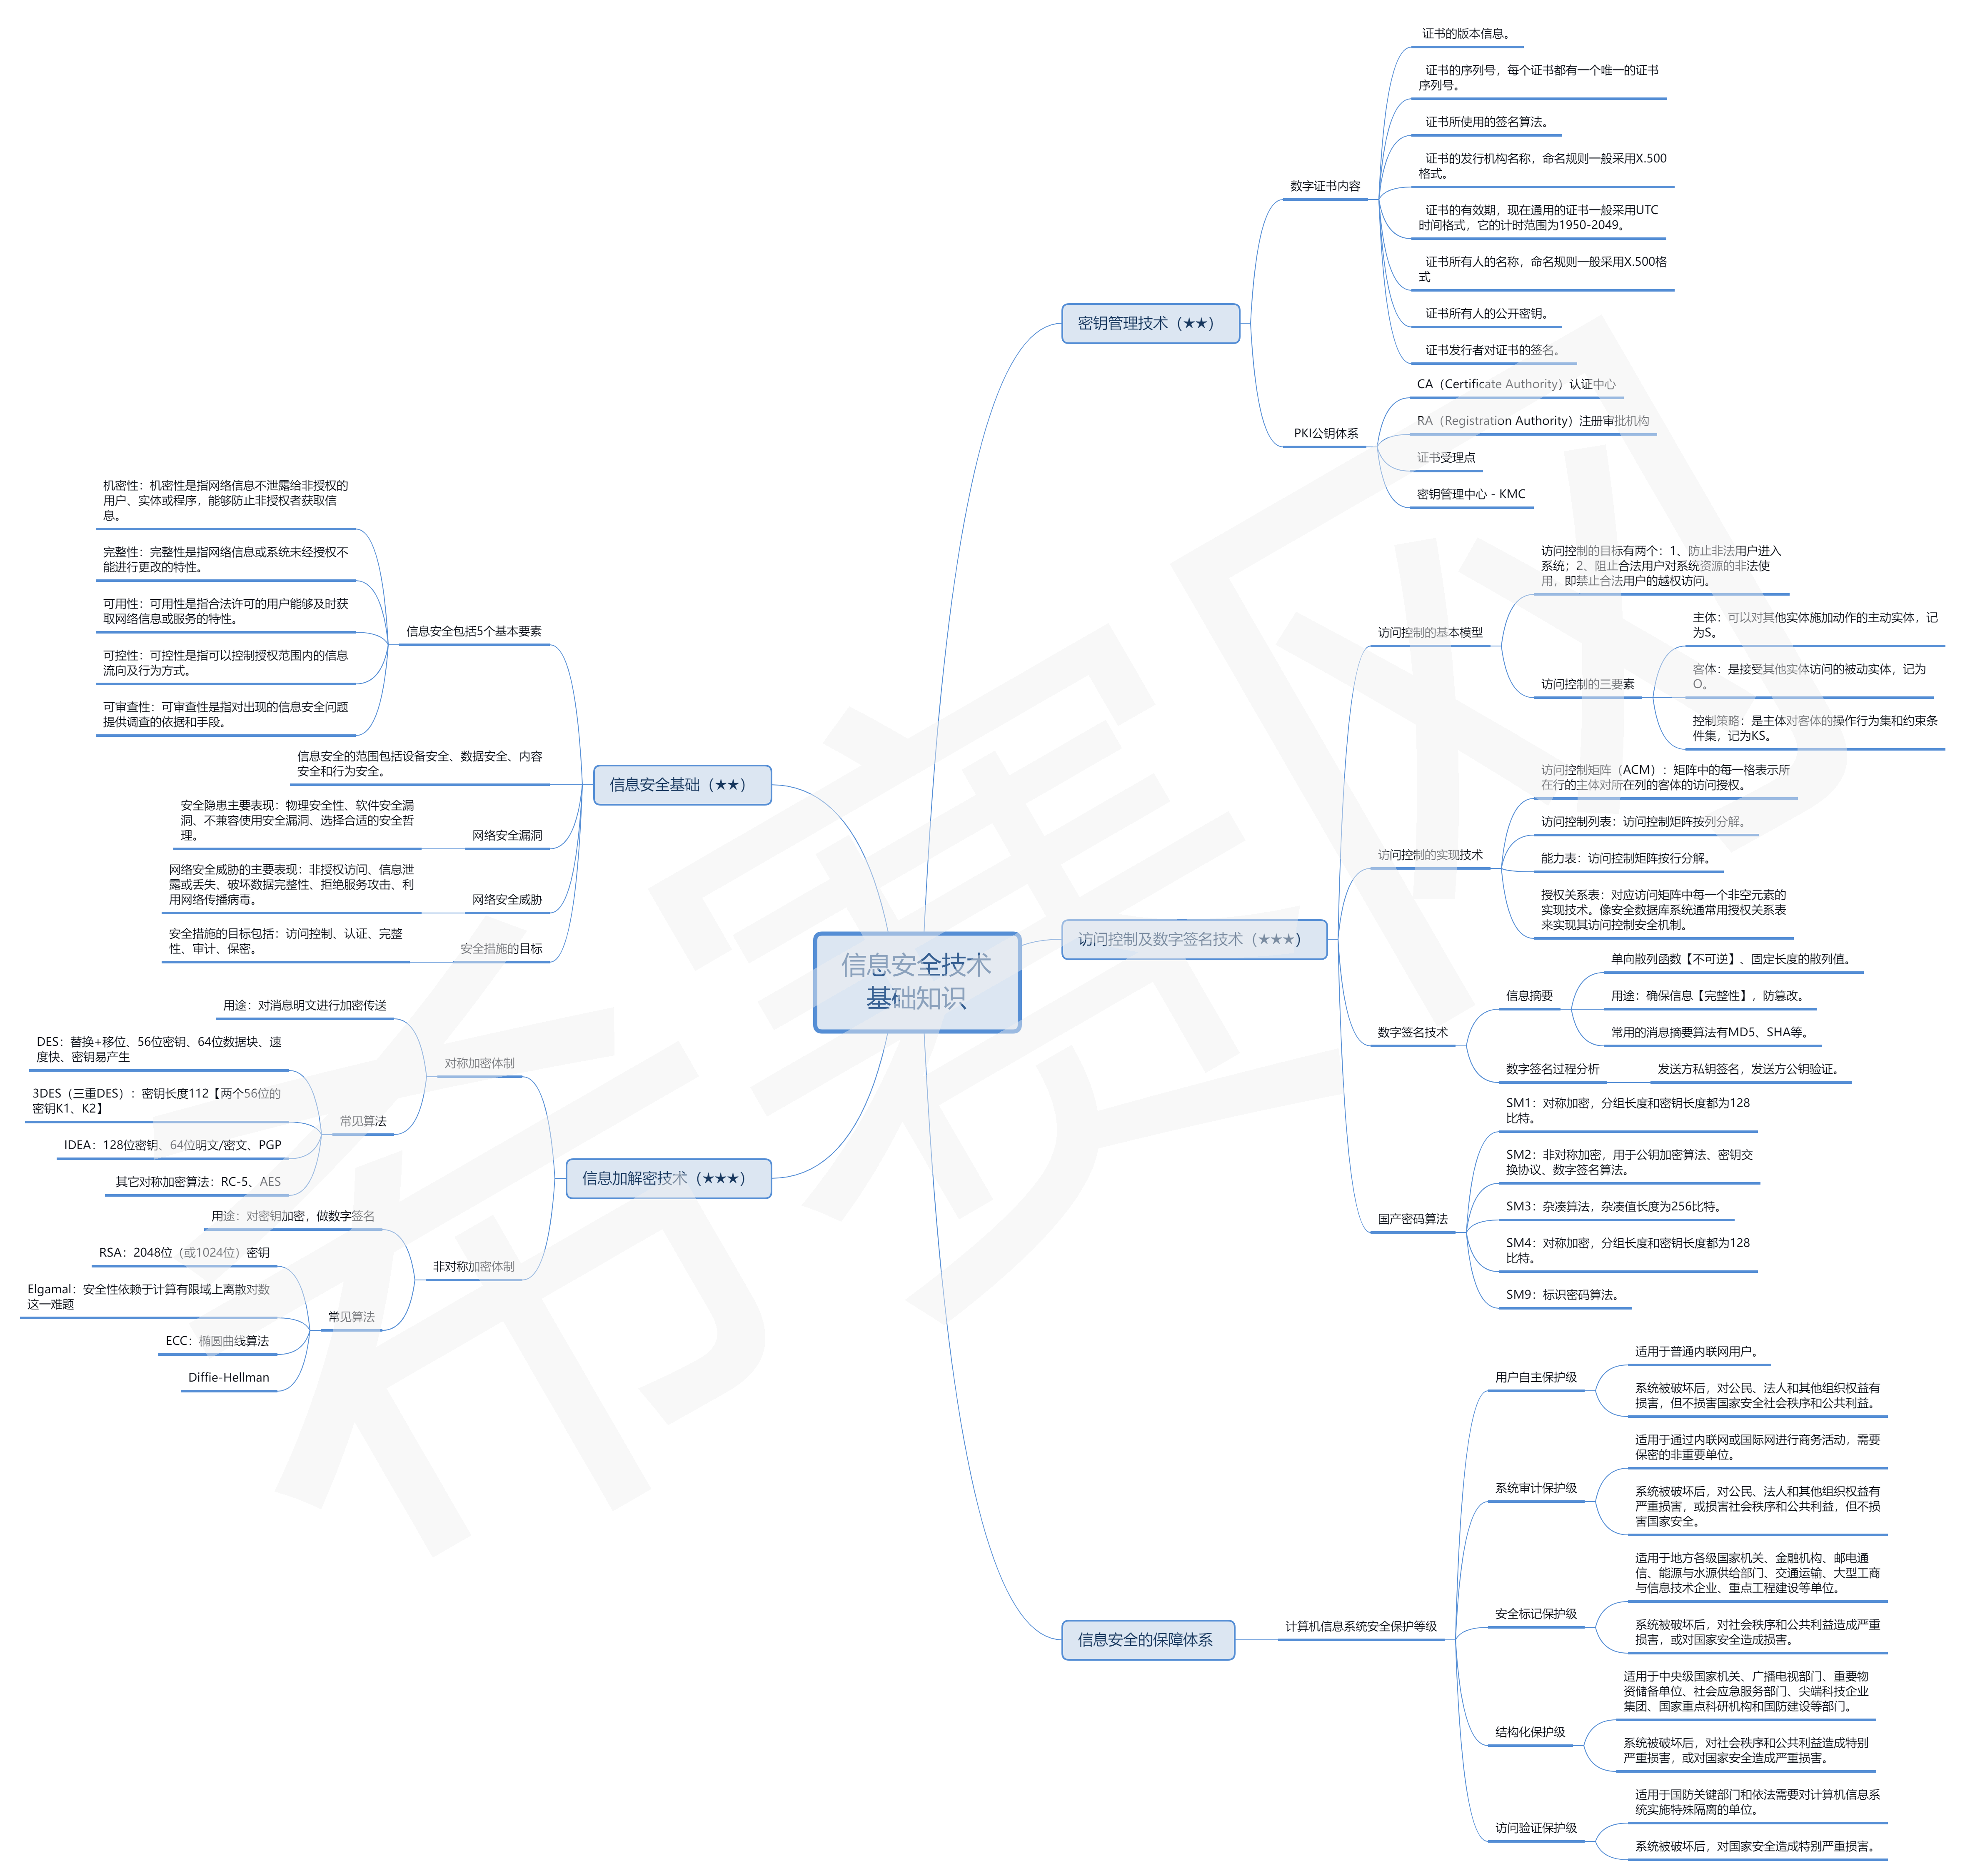 信息安全技术
基础知识
密钥管理技术（★★）
数字证书内容
证书的版本信息。
证书的序列号，每个证书都有一个唯一的证书
序列号。
证书所使用的签名算法。
证书的发行机构名称，命名规则一般采用X.500
格式。
证书的有效期，现在通用的证书一般采用UTC
时间格式，它的计时范围为1950-2049。
证书所有人的名称，命名规则一般采用X.500格
式
证书所有人的公开密钥。
证书发行者对证书的签名。
PKI公钥体系
CA（Certificate Authority）认证中心
RA（Registration Authority）注册审批机构
证书受理点
密钥管理中心 - KMC
访问控制及数字签名技术（★★★）
访问控制的基本模型
访问控制的目标有两个：1、防止非法用户进入
系统；2、阻止合法用户对系统资源的非法使
用，即禁止合法用户的越权访问。
访问控制的三要素
主体：可以对其他实体施加动作的主动实体，记
为S。
客体：是接受其他实体访问的被动实体，记为
O。
控制策略：是主体对客体的操作行为集和约束条
件集，记为KS。
访问控制的实现技术
访问控制矩阵（ACM）：矩阵中的每一格表示所
在行的主体对所在列的客体的访问授权。
访问控制列表：访问控制矩阵按列分解。
能力表：访问控制矩阵按行分解。
授权关系表：对应访问矩阵中每一个非空元素的
实现技术。像安全数据库系统通常用授权关系表
来实现其访问控制安全机制。
数字签名技术
信息摘要
单向散列函数【不可逆】、固定长度的散列值。
用途：确保信息【完整性】，防篡改。
常用的消息摘要算法有MD5、SHA等。
数字签名过程分析
发送方私钥签名，发送方公钥验证。
国产密码算法
SM1：对称加密，分组长度和密钥长度都为128
比特。
SM2：非对称加密，用于公钥加密算法、密钥交
换协议、数字签名算法。
SM3：杂凑算法，杂凑值长度为256比特。
SM4：对称加密，分组长度和密钥长度都为128
比特。
SM9：标识密码算法。
信息安全的保障体系
计算机信息系统安全保护等级
用户自主保护级
适用于普通内联网用户。
系统被破坏后，对公民、法人和其他组织权益有
损害，但不损害国家安全社会秩序和公共利益。
系统审计保护级
适用于通过内联网或国际网进行商务活动，需要
保密的非重要单位。
系统被破坏后，对公民、法人和其他组织权益有
严重损害，或损害社会秩序和公共利益，但不损
害国家安全。
安全标记保护级
适用于地方各级国家机关、金融机构、邮电通
信、能源与水源供给部门、交通运输、大型工商
与信息技术企业、重点工程建设等单位。
系统被破坏后，对社会秩序和公共利益造成严重
损害，或对国家安全造成损害。
结构化保护级
适用于中央级国家机关、广播电视部门、重要物
资储备单位、社会应急服务部门、尖端科技企业
集团、国家重点科研机构和国防建设等部门。
系统被破坏后，对社会秩序和公共利益造成特别
严重损害，或对国家安全造成严重损害。
访问验证保护级
适用于国防关键部门和依法需要对计算机信息系
统实施特殊隔离的单位。
系统被破坏后，对国家安全造成特别严重损害。
信息安全基础（★★）
信息安全包括5个基本要素
机密性：机密性是指网络信息不泄露给非授权的
用户、实体或程序，能够防止非授权者获取信
息。
完整性：完整性是指网络信息或系统未经授权不
能进行更改的特性。
可用性：可用性是指合法许可的用户能够及时获
取网络信息或服务的特性。
可控性：可控性是指可以控制授权范围内的信息
流向及行为方式。
可审查性：可审查性是指对出现的信息安全问题
提供调查的依据和手段。
信息安全的范围包括设备安全、数据安全、内容
安全和行为安全。
网络安全漏洞
安全隐患主要表现：物理安全性、软件安全漏
洞、不兼容使用安全漏洞、选择合适的安全哲
理。
网络安全威胁
网络安全威胁的主要表现：非授权访问、信息泄
露或丢失、破坏数据完整性、拒绝服务攻击、利
用网络传播病毒。
安全措施的目标
安全措施的目标包括：访问控制、认证、完整
性、审计、保密。
信息加解密技术（★★★）
对称加密体制
用途：对消息明文进行加密传送
常见算法
DES：替换+移位、56位密钥、64位数据块、速
度快、密钥易产生
3DES（三重DES）：密钥长度112【两个56位的
密钥K1、K2】
IDEA：128位密钥、64位明文/密文、PGP
其它对称加密算法：RC-5、AES
非对称加密体制
用途：对密钥加密，做数字签名
常见算法
RSA：2048位（或1024位）密钥
Elgamal：安全性依赖于计算有限域上离散对数
这一难题
ECC：椭圆曲线算法
Diffie-Hellman
希赛网